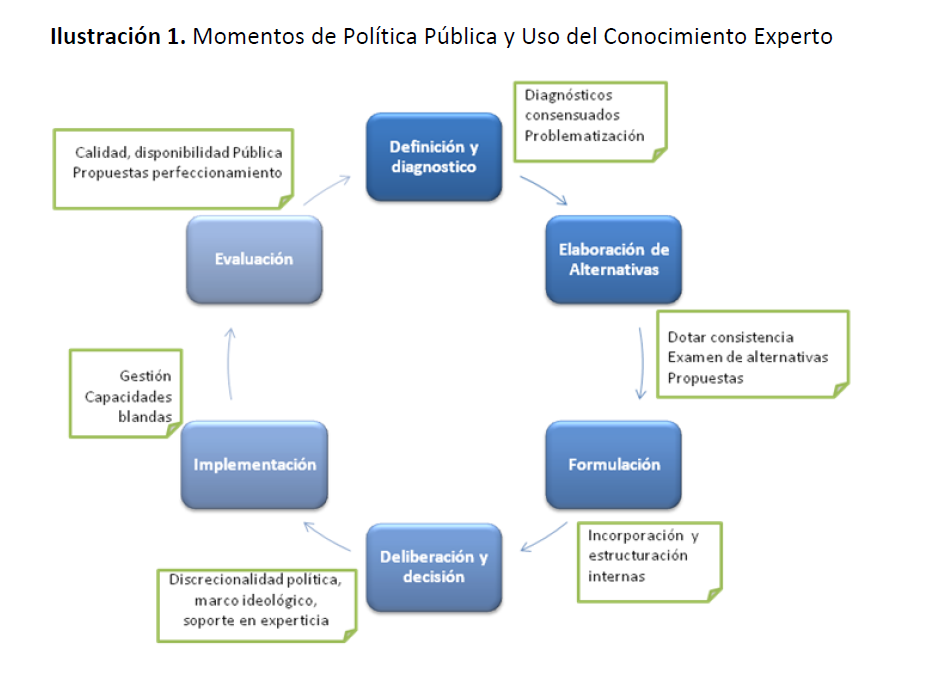 Ilustración 1. Momentos de Política Pública y Uso del Conocimiento Experto
Definición y
diagnostico
Diagnósticos
consensuados
Problematización
Elaboración de
Alternativas
Dotar consistencia
Examen de alternativas
Propuestas
Formulación
Incorporación y
estructuración
internas
Deliberación y
decisión
Discrecionalidad política,
marco ideológico,
soporte en experticia
Implementación
Gestión
Capacidades
blandas
Evaluación
Calidad, disponibilidad Pública
Propuestas perfeccionamiento